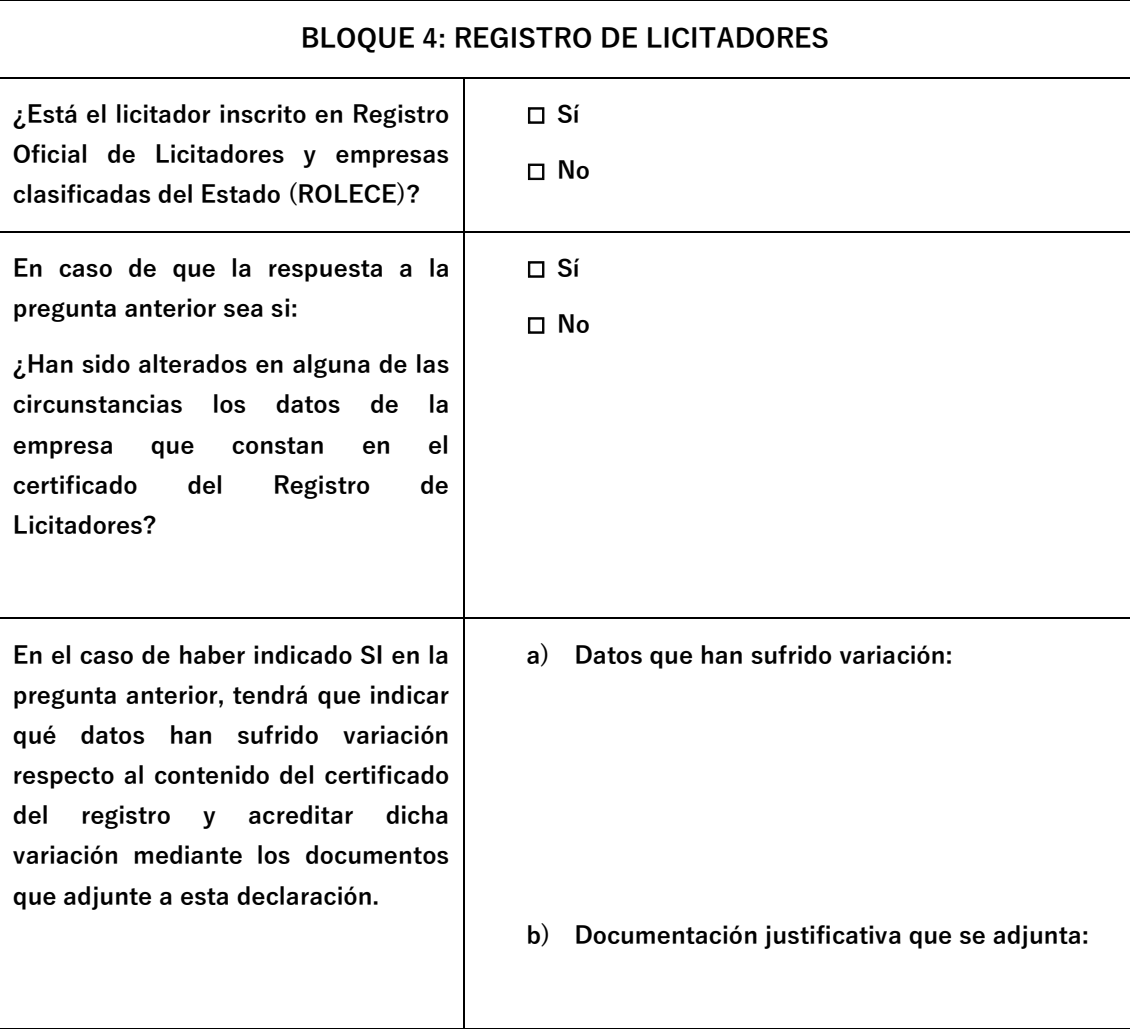 BLOQUE 4: REGISTRO DE LICITADORES
¿Está el licitador inscrito en Registro
Oficial de Licitadores y empresas
clasificadas del Estado (ROLECE)?
□ Sí
□ No
En caso de que la respuesta a la
pregunta anterior sea si:
¿Han sido alterados en alguna de las
circunstancias los datos de la
empresa que constan en el
certificado del Registro de
Licitadores?
□ Sí
□ No
En el caso de haber indicado SI en la
pregunta anterior, tendrá que indicar
qué datos han sufrido variación
respecto al contenido del certificado
del registro y acreditar dicha
variación mediante los documentos
que adjunte a esta declaración.
a) Datos que han sufrido variación:
b) Documentación justificativa que se adjunta: